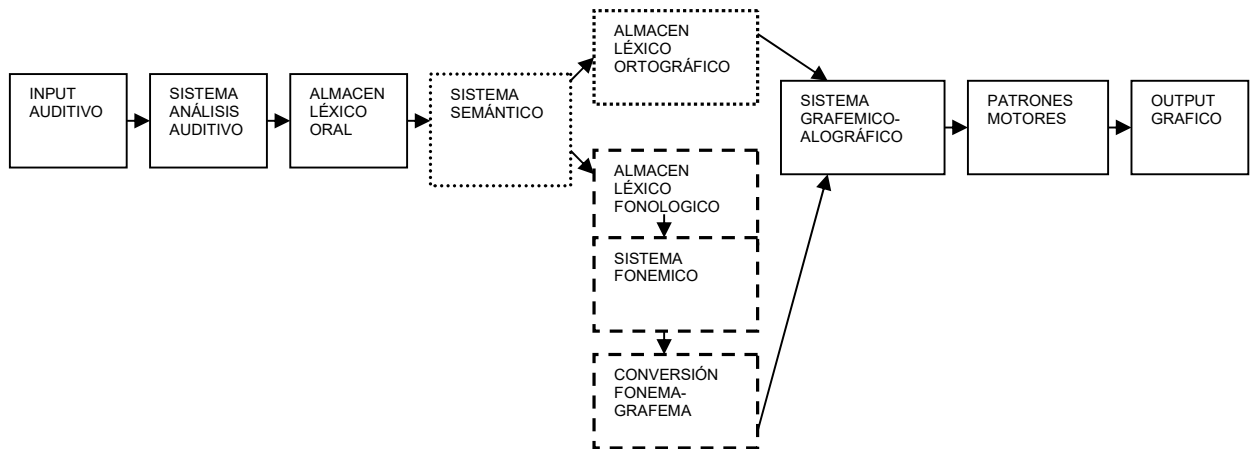 INPUT
AUDITIVO
SISTEMA
ANÁLISIS
AUDITIVO
ALMACEN
LÉXICO
ORAL
SISTEMA
SEMÁNTICO
ALMACEN
LÉXICO
ORTOGRÁFICO
ALMACEN
LÉXICO
FONOLOGICO
SISTEMA
FONEMICO
CONVERSIÓN
FONEMA-
GRAFEMA
SISTEMA
GRAFEMICO-
ALOGRÁFICO
PATRONES
MOTORES
OUTPUT
GRAFICO